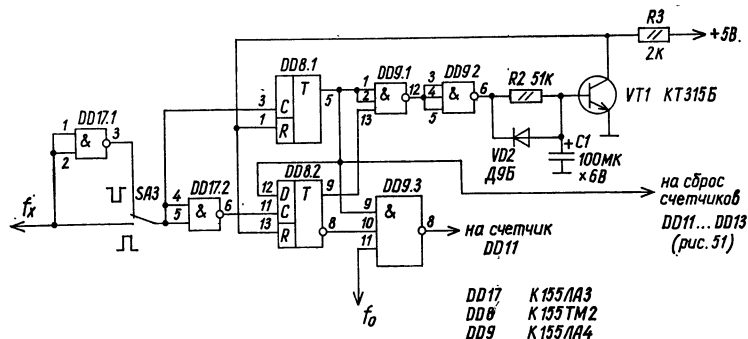 R3
+5В.
2к
DD8.1
T
3 C
1 R
5
DD9.1
1
2
13
&
12
DD9 2
3
4
5
&
6
R2 51к
VT1 КТ315Б
VD2
Д9Б
+ C1
100МК
×6В
DD17.1
1
2
&
3
SA3
fx
DD17.2
4
5
&
6
DD8.2
T
12 D
11 C
13 R
9
8
DD9.3
9
10
11
&
8
на счетчик
DD11
f0
на сброс
счетчиков
DD11...DD13
(рис. 51)
DD17 К155ЛА3
DD8 К155ТМ2
DD9 К155ЛА4